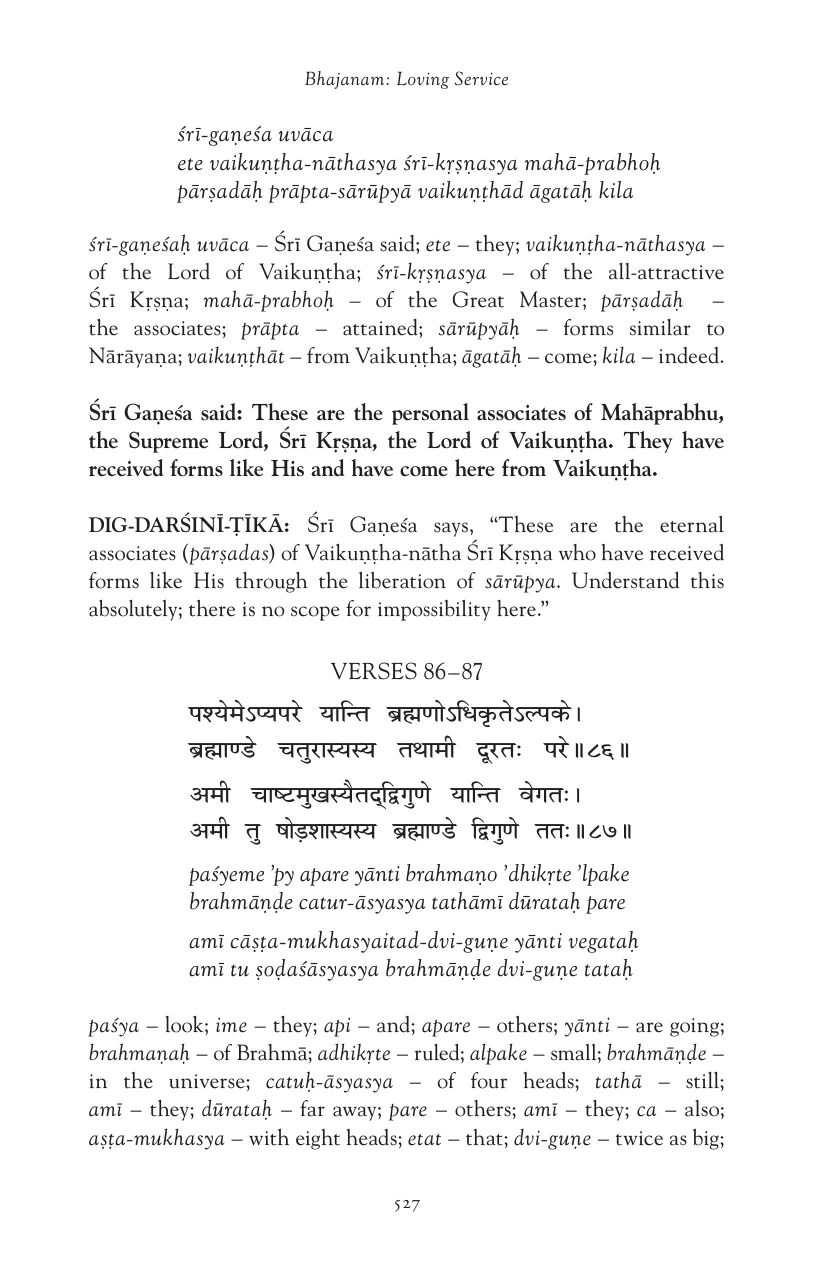 Bhajanam: Loving Service
śrī-gaṇeśa uvāca
ete vaikuṇṭha-nāthasya śrī-kṛṣṇasya mahā-prabhoḥ
pārṣadāḥ prāpta-sārūpyā vaikuṇṭhād āgatāḥ kila
śrī-gaṇeśaḥ uvāca – Śrī Gaṇeśa said; ete – they; vaikuṇṭha-nāthasya –
of the Lord of Vaikuṇṭha; śrī-kṛṣṇasya – of the all-attractive
Śrī Kṛṣṇa; mahā-prabhoḥ – of the Great Master; pārṣadāḥ –
the associates; prāpta – attained; sārūpyāḥ – forms similar to
Nārāyaṇa; vaikuṇṭhāt – from Vaikuṇṭha; āgatāḥ – come; kila – indeed.
Śrī Gaṇeśa said: These are the personal associates of Mahāprabhu,
the Supreme Lord, Śrī Kṛṣṇa, the Lord of Vaikuṇṭha. They have
received forms like His and have come here from Vaikuṇṭha.
DIG-DARŚINĪ-ṬĪKĀ: Śrī Gaṇeśa says, “These are the eternal
associates (pārṣadas) of Vaikuṇṭha-nātha Śrī Kṛṣṇa who have received
forms like His through the liberation of sārūpya. Understand this
absolutely; there is no scope for impossibility here.”
VERSES 86–87
पश्येमेऽप्यपरे यान्ति ब्रह्मणोऽधिकृतेऽल्पके।
ब्रह्माण्डे चतुरास्यस्य तथामी दूरतः परे॥८६॥
अमी चाष्टमुखस्यैतद्द्विगुणे यान्ति वेगतः।
अमी तु षोड़शास्यस्य ब्रह्माण्डे द्विगुणे ततः॥८७॥
paśyeme ’py apare yānti brahmaṇo ’dhikṛte ’lpake
brahmāṇḍe catur-āsyasya tathāmī dūrataḥ pare
amī cāṣṭa-mukhasyaitad-dvi-guṇe yānti vegataḥ
amī tu ṣoḍaśāsyasya brahmāṇḍe dvi-guṇe tataḥ
paśya – look; ime – they; api – and; apare – others; yānti – are going;
brahmaṇaḥ – of Brahmā; adhikṛte – ruled; alpake – small; brahmāṇḍe –
in the universe; catuḥ-āsyasya – of four heads; tathā – still;
amī – they; dūrataḥ – far away; pare – others; amī – they; ca – also;
aṣṭa-mukhasya – with eight heads; etat – that; dvi-guṇe – twice as big;
527